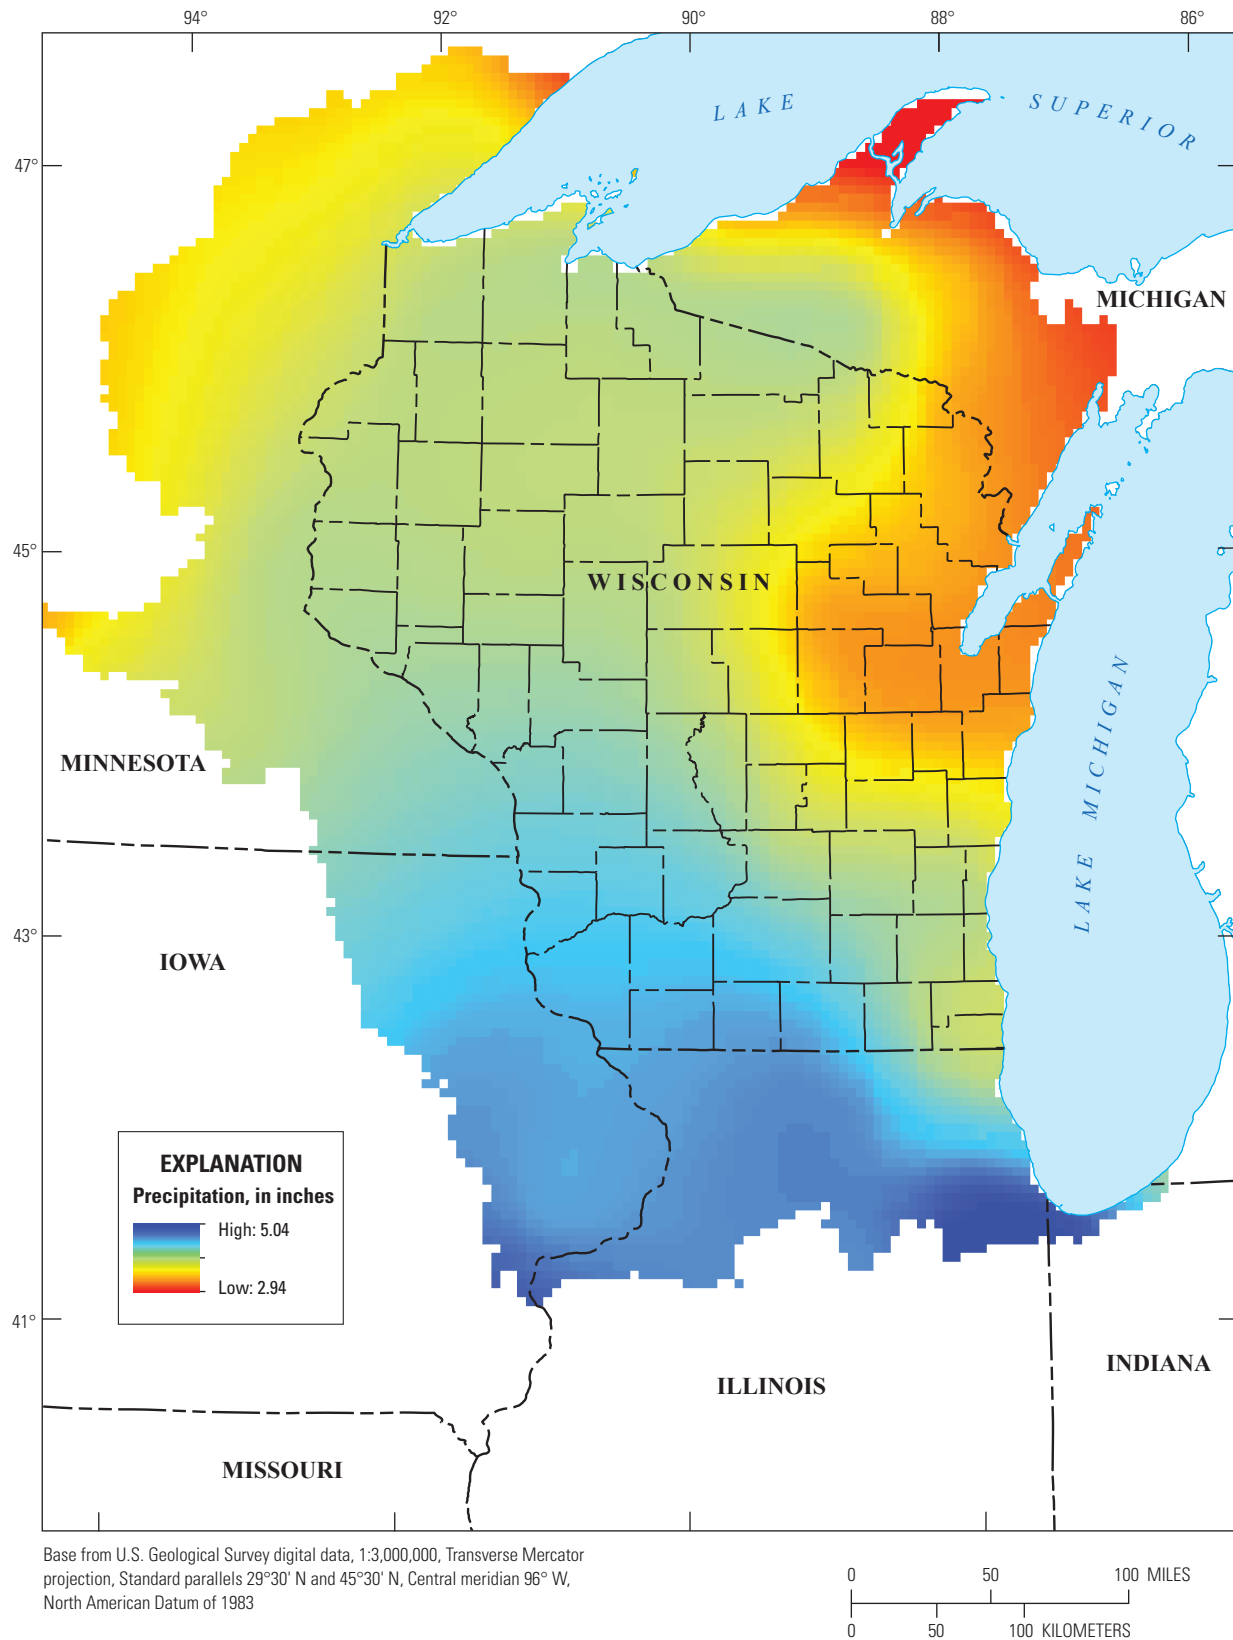 94° 92° 90° 88° 86°
LAKE SUPERIOR
47°
MICHIGAN
45°
WISCONSIN
LAKE MICHIGAN
MINNESOTA
43°
IOWA
EXPLANATION
Precipitation, in inches
High: 5.04
Low: 2.94
41°
INDIANA
ILLINOIS
MISSOURI
Base from U.S. Geological Survey digital data, 1:3,000,000, Transverse Mercator
projection, Standard parallels 29°30' N and 45°30' N, Central meridian 96° W,
North American Datum of 1983
0 50 100 MILES
0 50 100 KILOMETERS